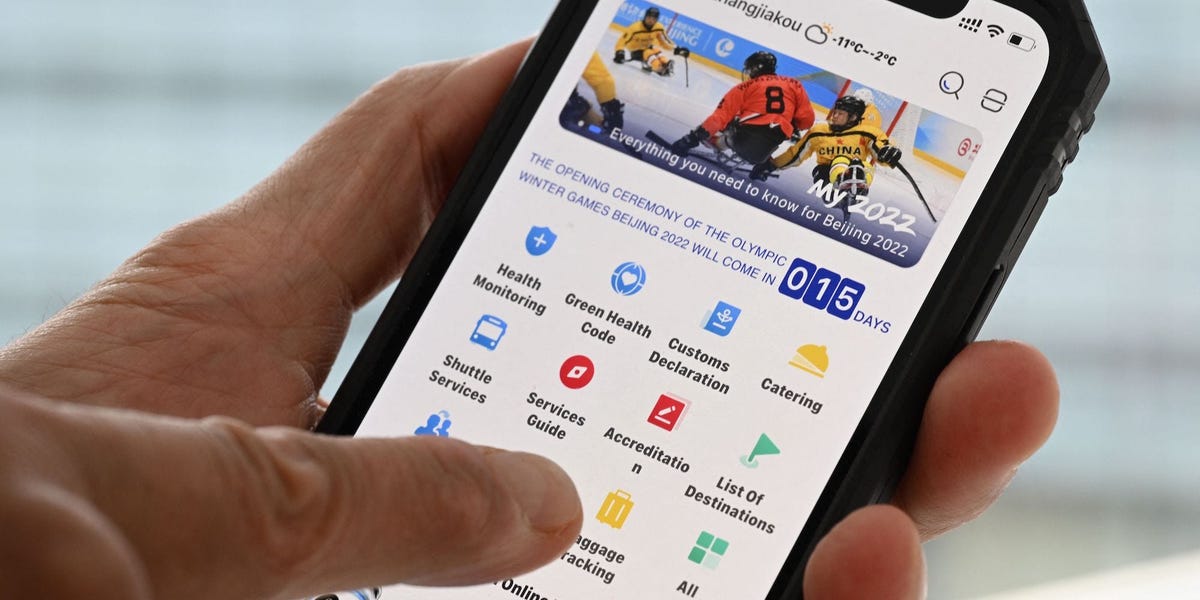 -11°C~-2°C
8
CHINA
My 2022
Everything you need to know for Beijing 2022
THE OPENING CEREMONY OF THE OLYMPIC
WINTER GAMES BEIJING 2022 WILL COME IN 015 DAYS
Health
Monitoring
Green Health
Code
Customs
Declaration
Catering
Shuttle
Services
Services
Guide
Accreditatio
n
List Of
Destinations
All
Online